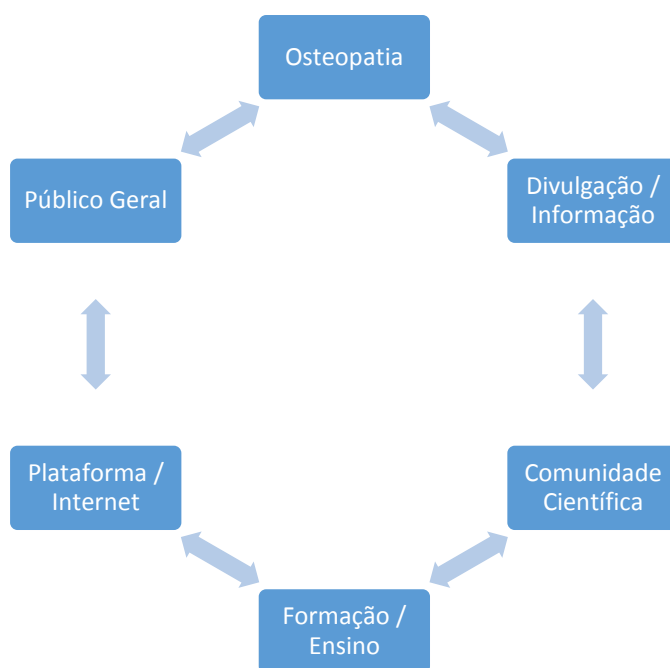 Osteopatia
Público Geral
Divulgação /
Informação
Plataforma /
Internet
Comunidade
Científica
Formação /
Ensino